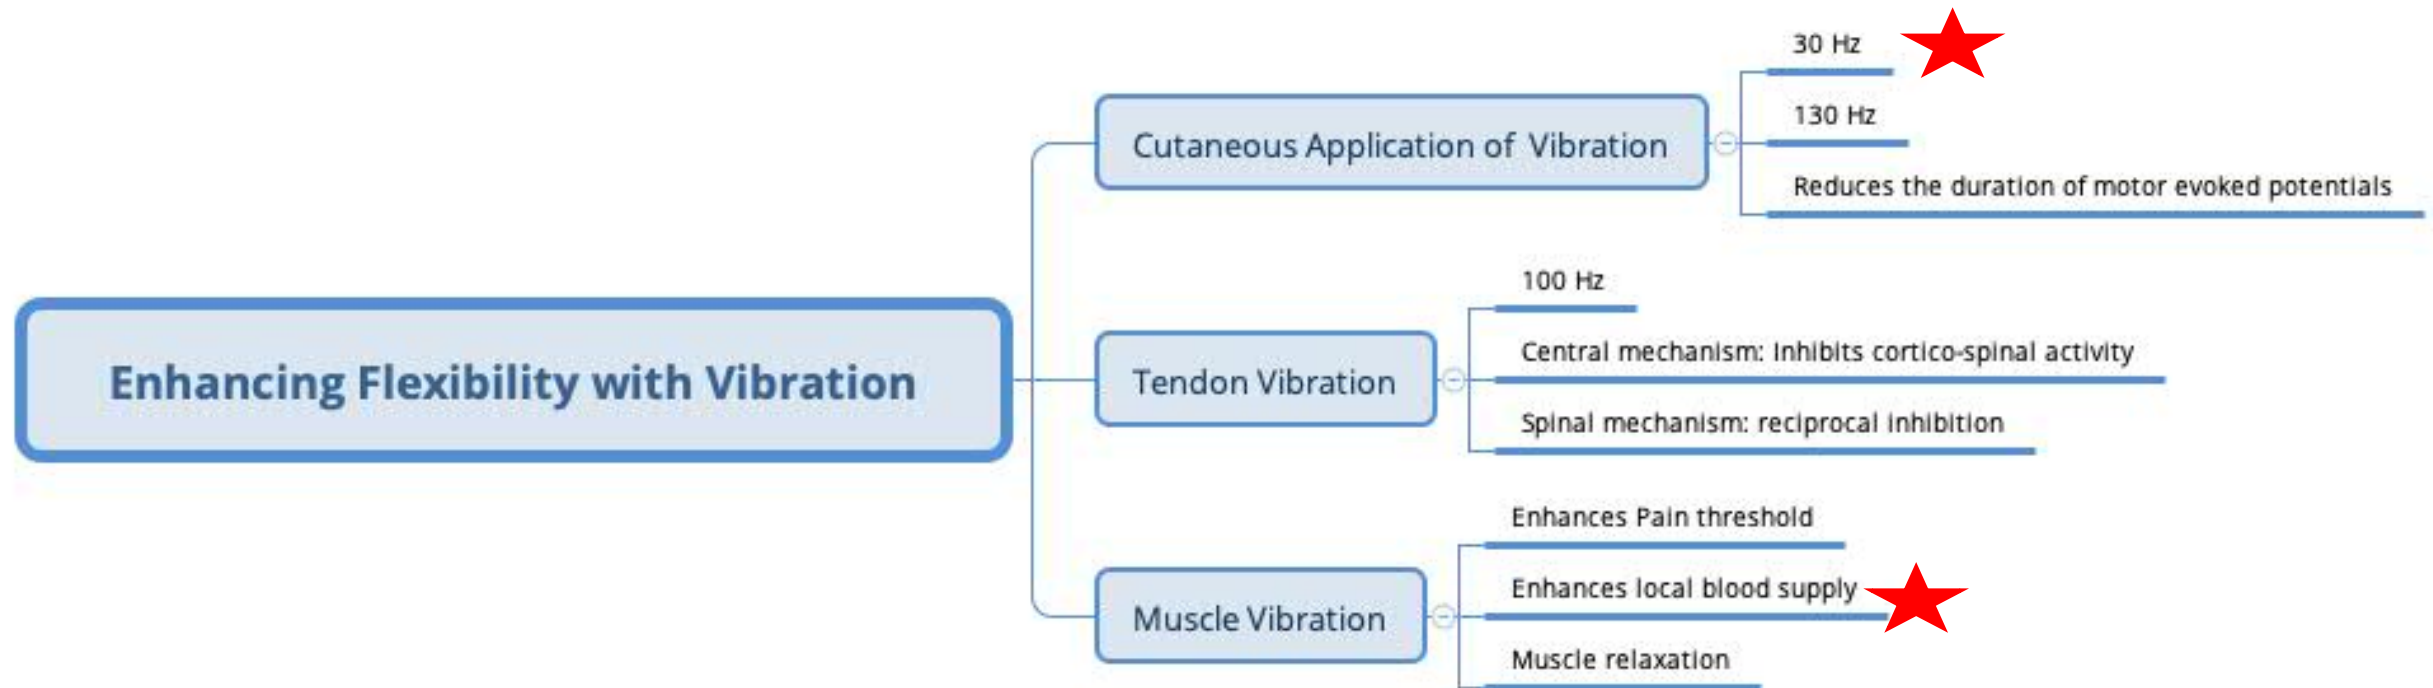 30 Hz
130 Hz
Cutaneous Application of Vibration
Reduces the duration of motor evoked potentials
100 Hz
Central mechanism: Inhibits cortico-spinal activity
Enhancing Flexibility with Vibration
Tendon Vibration
Spinal mechanism: reciprocal inhibition
Enhances Pain threshold
Enhances local blood supply
Muscle Vibration
Muscle relaxation